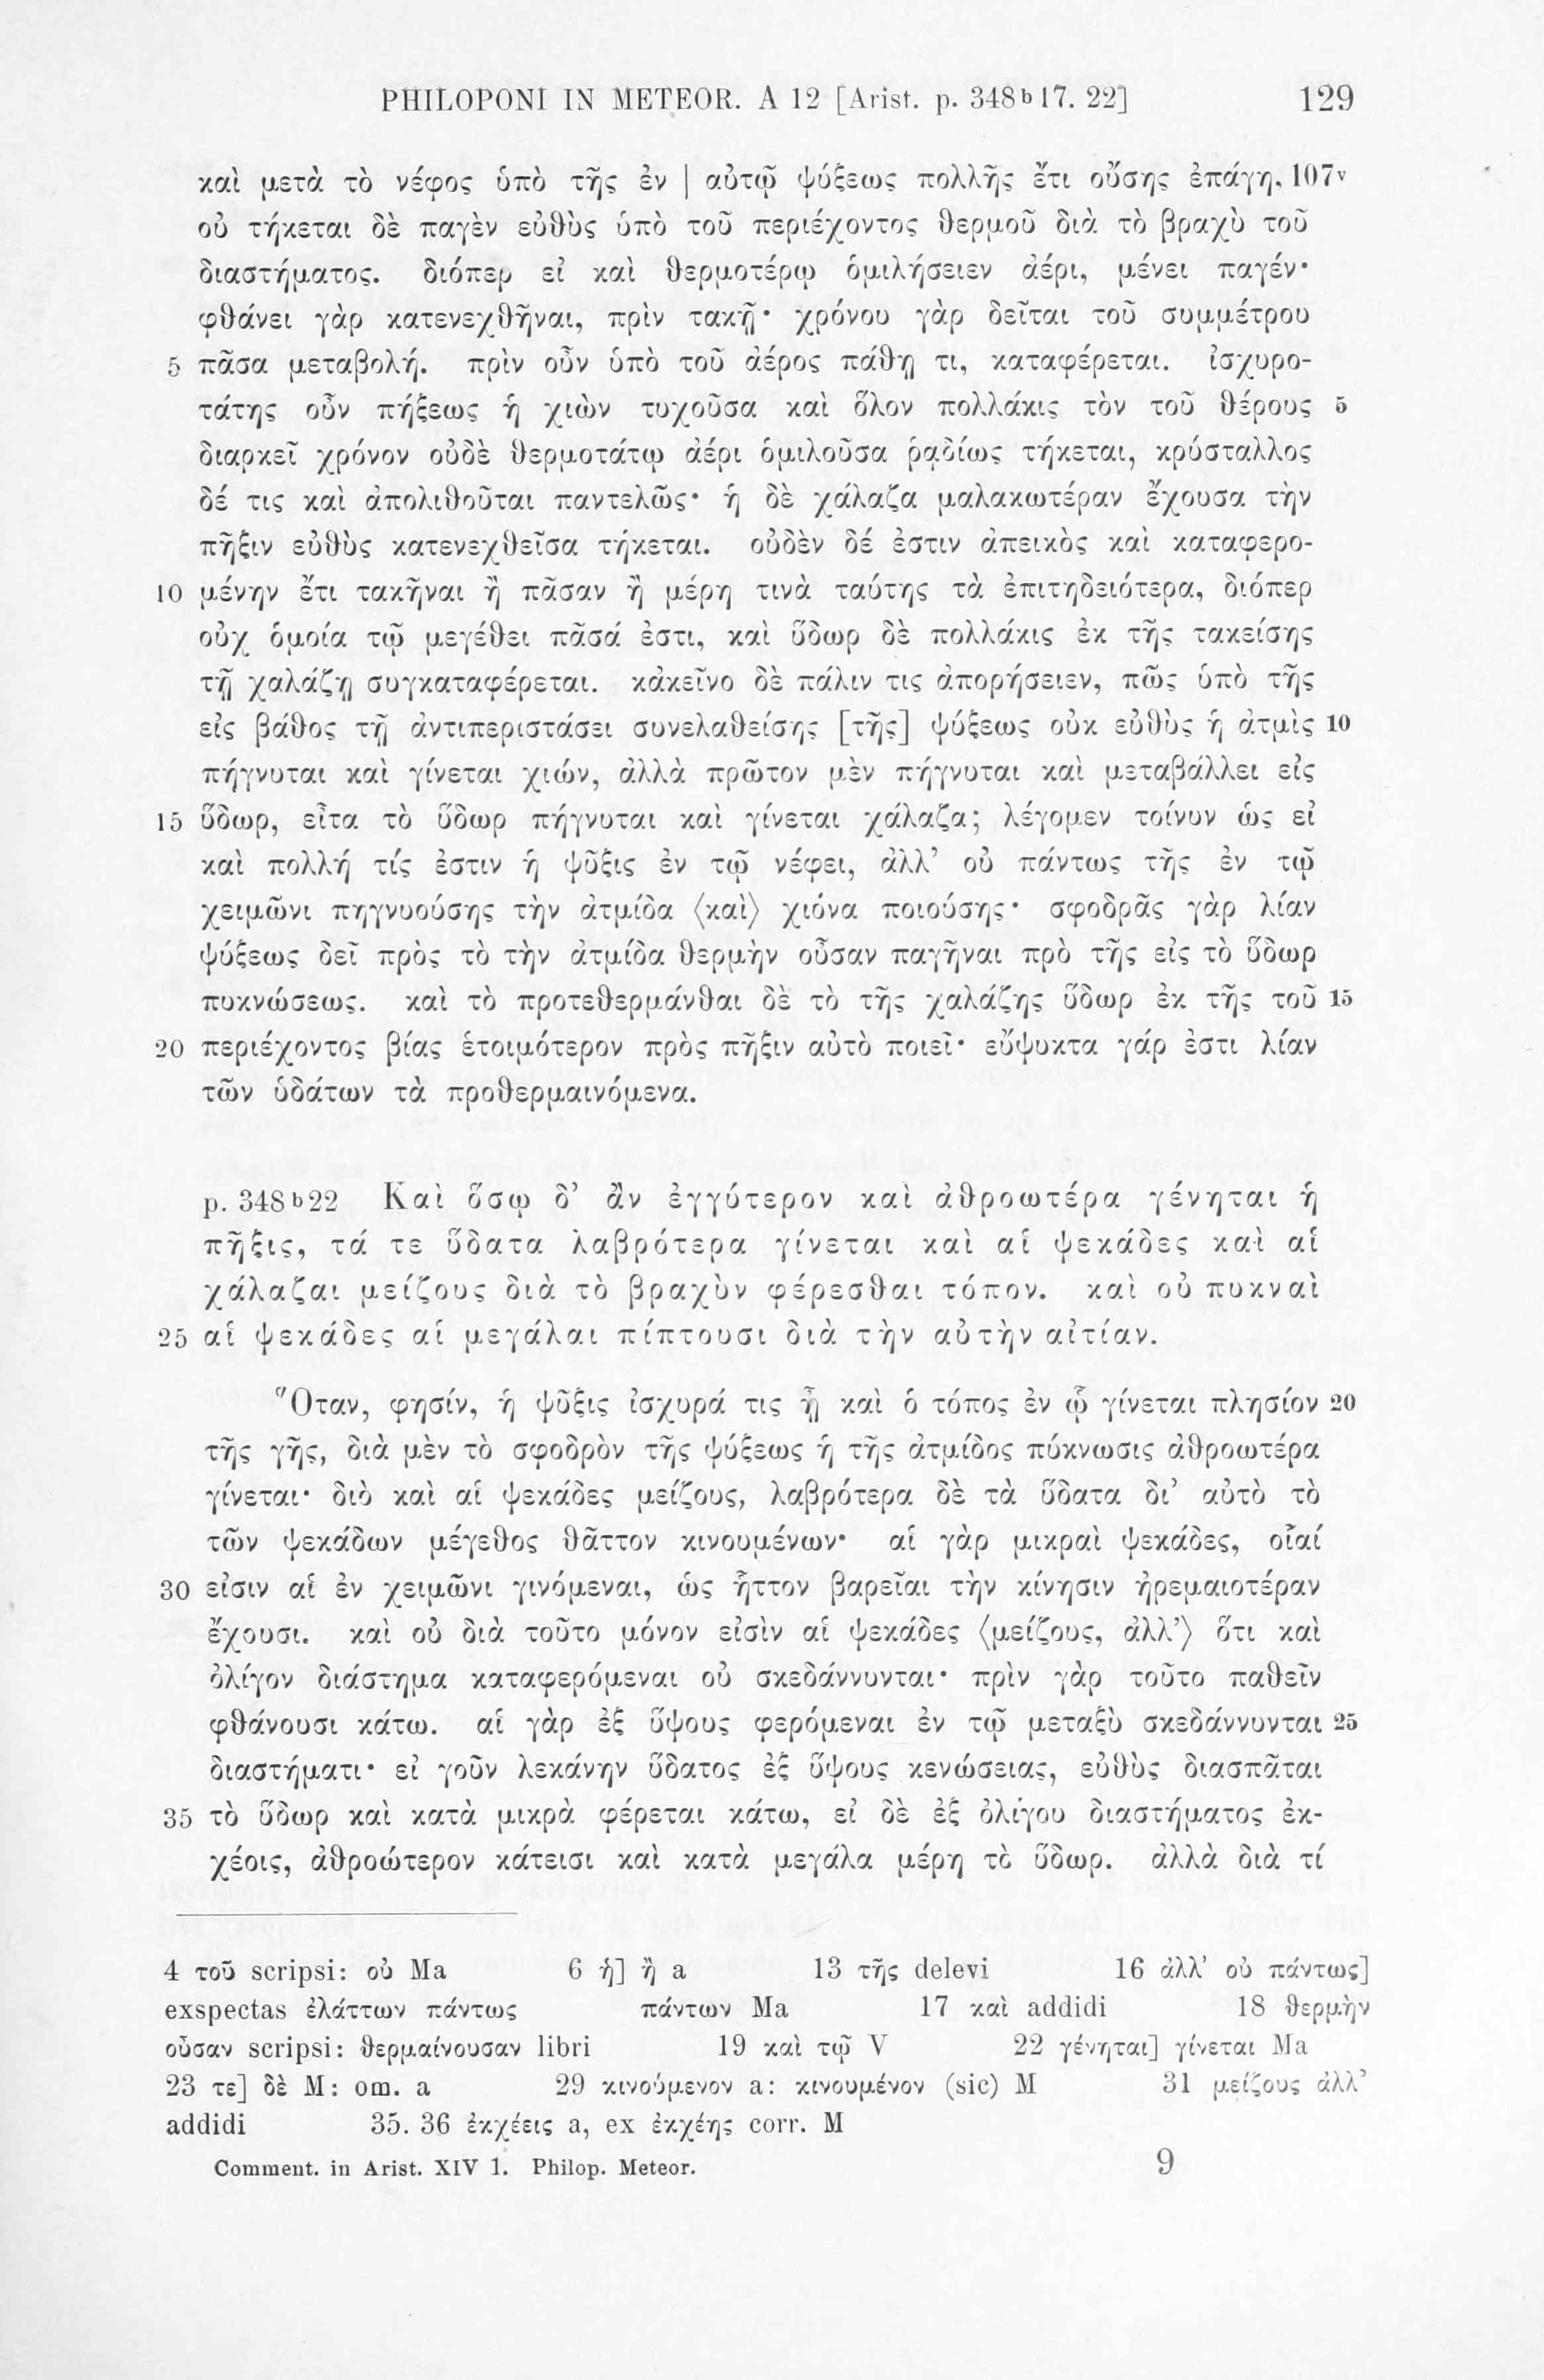 PHILOPONI IN METEOR. A 12 [Arist. p. 348ᵇ17. 22] 129
καὶ μετὰ τὸ νέφος ὑπὸ τῆς ἐν | αὐτῷ ψύξεως πολλῆς ἔτι οὔσης ἐπάγη, 107ᵛ
οὐ τήκεται δὲ παγὲν εὐθὺς ὑπὸ τοῦ περιέχοντος θερμοῦ διὰ τὸ βραχὺ τοῦ
διαστήματος. διόπερ εἰ καὶ θερμοτέρῳ ὁμιλήσειεν ἀέρι, μένει παγέν·
φθάνει γὰρ κατενεχθῆναι, πρὶν τακῇ· χρόνου γὰρ δεῖται τοῦ συμμέτρου
5 πᾶσα μεταβολή. πρὶν οὖν ὑπὸ τοῦ ἀέρος πάθῃ τι, καταφέρεται. ἰσχυρο-
τάτης οὖν πήξεως ἡ χιὼν τυχοῦσα καὶ ὅλον πολλάκις τὸν τοῦ θέρους 5
διαρκεῖ χρόνον οὐδὲ θερμοτάτῳ ἀέρι ὁμιλοῦσα ῥᾳδίως τήκεται, κρύσταλλος
δέ τις καὶ ἀπολιθοῦται παντελῶς· ἡ δὲ χάλαζα μαλακωτέραν ἔχουσα τὴν
πῆξιν εὐθὺς κατενεχθεῖσα τήκεται. οὐδὲν δέ ἐστιν ἀπεικὸς καὶ καταφερο-
10 μένην ἔτι τακῆναι ἢ πᾶσαν ἢ μέρη τινὰ ταύτης τὰ ἐπιτηδειότερα, διόπερ
οὐχ ὁμοία τῷ μεγέθει πᾶσά ἐστι, καὶ ὕδωρ δὲ πολλάκις ἐκ τῆς τακείσης
τῇ χαλάζῃ συγκαταφέρεται. κἀκεῖνο δὲ πάλιν τις ἀπορήσειεν, πῶς ὑπὸ τῆς
εἰς βάθος τῇ ἀντιπεριστάσει συνελαθείσης [τῆς] ψύξεως οὐκ εὐθὺς ἡ ἀτμὶς 10
πήγνυται καὶ γίνεται χιών, ἀλλὰ πρῶτον μὲν πήγνυται καὶ μεταβάλλει εἰς
15 ὕδωρ, εἶτα τὸ ὕδωρ πήγνυται καὶ γίνεται χάλαζα; λέγομεν τοίνυν ὡς εἰ
καὶ πολλή τίς ἐστιν ἡ ψῦξις ἐν τῷ νέφει, ἀλλ’ οὐ πάντως τῆς ἐν τῷ
χειμῶνι πηγνυούσης τὴν ἀτμίδα ⟨καὶ⟩ χιόνα ποιούσης· σφοδρᾶς γὰρ λίαν
ψύξεως δεῖ πρὸς τὸ τὴν ἀτμίδα θερμὴν οὖσαν παγῆναι πρὸ τῆς εἰς τὸ ὕδωρ
πυκνώσεως. καὶ τὸ προτεθερμάνθαι δὲ τὸ τῆς χαλάζης ὕδωρ ἐκ τῆς τοῦ 15
20 περιέχοντος βίας ἑτοιμότερον πρὸς πῆξιν αὐτὸ ποιεῖ· εὔψυκτα γάρ ἐστι λίαν
τῶν ὑδάτων τὰ προθερμαινόμενα.
p. 348ᵇ22 Καὶ ὅσῳ δ’ ἂν ἐγγύτερον καὶ ἀθροωτέρα γένηται ἡ
πῆξις, τά τε ὕδατα λαβρότερα γίνεται καὶ αἱ ψεκάδες καὶ αἱ
χάλαζαι μείζους διὰ τὸ βραχὺν φέρεσθαι τόπον. καὶ οὐ πυκναὶ
25 αἱ ψεκάδες αἱ μεγάλαι πίπτουσι διὰ τὴν αὐτὴν αἰτίαν.
Ὅταν, φησίν, ἡ ψῦξις ἰσχυρά τις ᾖ καὶ ὁ τόπος ἐν ᾧ γίνεται πλησίον 20
τῆς γῆς, διὰ μὲν τὸ σφοδρὸν τῆς ψύξεως ἡ τῆς ἀτμίδος πύκνωσις ἀθροωτέρα
γίνεται· διὸ καὶ αἱ ψεκάδες μείζους, λαβρότερα δὲ τὰ ὕδατα δι’ αὐτὸ τὸ
τῶν ψεκάδων μέγεθος θᾶττον κινουμένων· αἱ γὰρ μικραὶ ψεκάδες, οἷαί
30 εἰσιν αἱ ἐν χειμῶνι γινόμεναι, ὡς ἧττον βαρεῖαι τὴν κίνησιν ἠρεμαιοτέραν
ἔχουσι. καὶ οὐ διὰ τοῦτο μόνον εἰσὶν αἱ ψεκάδες ⟨μείζους, ἀλλ’⟩ ὅτι καὶ
ὀλίγον διάστημα καταφερόμεναι οὐ σκεδάννυνται· πρὶν γὰρ τοῦτο παθεῖν
φθάνουσι κάτω. αἱ γὰρ ἐξ ὕψους φερόμεναι ἐν τῷ μεταξὺ σκεδάννυνται 25
διαστήματι· εἰ γοῦν λεκάνην ὕδατος ἐξ ὕψους κενώσειας, εὐθὺς διασπᾶται
35 τὸ ὕδωρ καὶ κατὰ μικρὰ φέρεται κάτω, εἰ δὲ ἐξ ὀλίγου διαστήματος ἐκ-
χέοις, ἀθροώτερον κάτεισι καὶ κατὰ μεγάλα μέρη τὸ ὕδωρ. ἀλλὰ διὰ τί
4 τοῦ scripsi: οὐ Ma 6 ἡ] ἢ a 13 τῆς delevi 16 ἀλλ’ οὐ πάντως]
exspectas ἐλάττων πάντως πάντων Ma 17 καὶ addidi 18 θερμὴν
οὖσαν scripsi: θερμαίνουσαν libri 19 καὶ τῷ V 22 γένηται] γίνεται Ma
23 τε] δὲ M: om. a 29 κινούμενον a: κινουμένον (sic) M 31 μείζους ἀλλ’
addidi 35. 36 ἐκχέεις a, ex ἐκχέης corr. M
Comment. in Arist. XIV 1. Philop. Meteor. 9